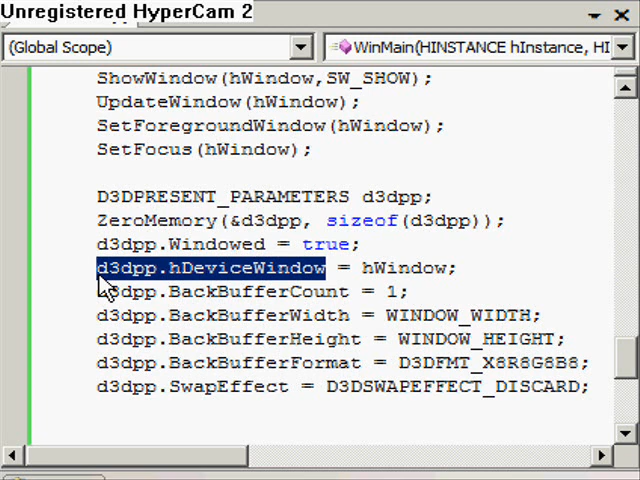 Unregistered HyperCam 2
(Global Scope)
WinMain(HINSTANCE hInstance, HI
ShowWindow(hWindow,SW_SHOW);
UpdateWindow(hWindow);
SetForegroundWindow(hWindow);
SetFocus(hWindow);
D3DPRESENT_PARAMETERS d3dpp;
ZeroMemory(&d3dpp, sizeof(d3dpp));
d3dpp.Windowed = true;
d3dpp.hDeviceWindow = hWindow;
d3dpp.BackBufferCount = 1;
d3dpp.BackBufferWidth = WINDOW_WIDTH;
d3dpp.BackBufferHeight = WINDOW_HEIGHT;
d3dpp.BackBufferFormat = D3DFMT_X8R8G8B8;
d3dpp.SwapEffect = D3DSWAPEFFECT_DISCARD;